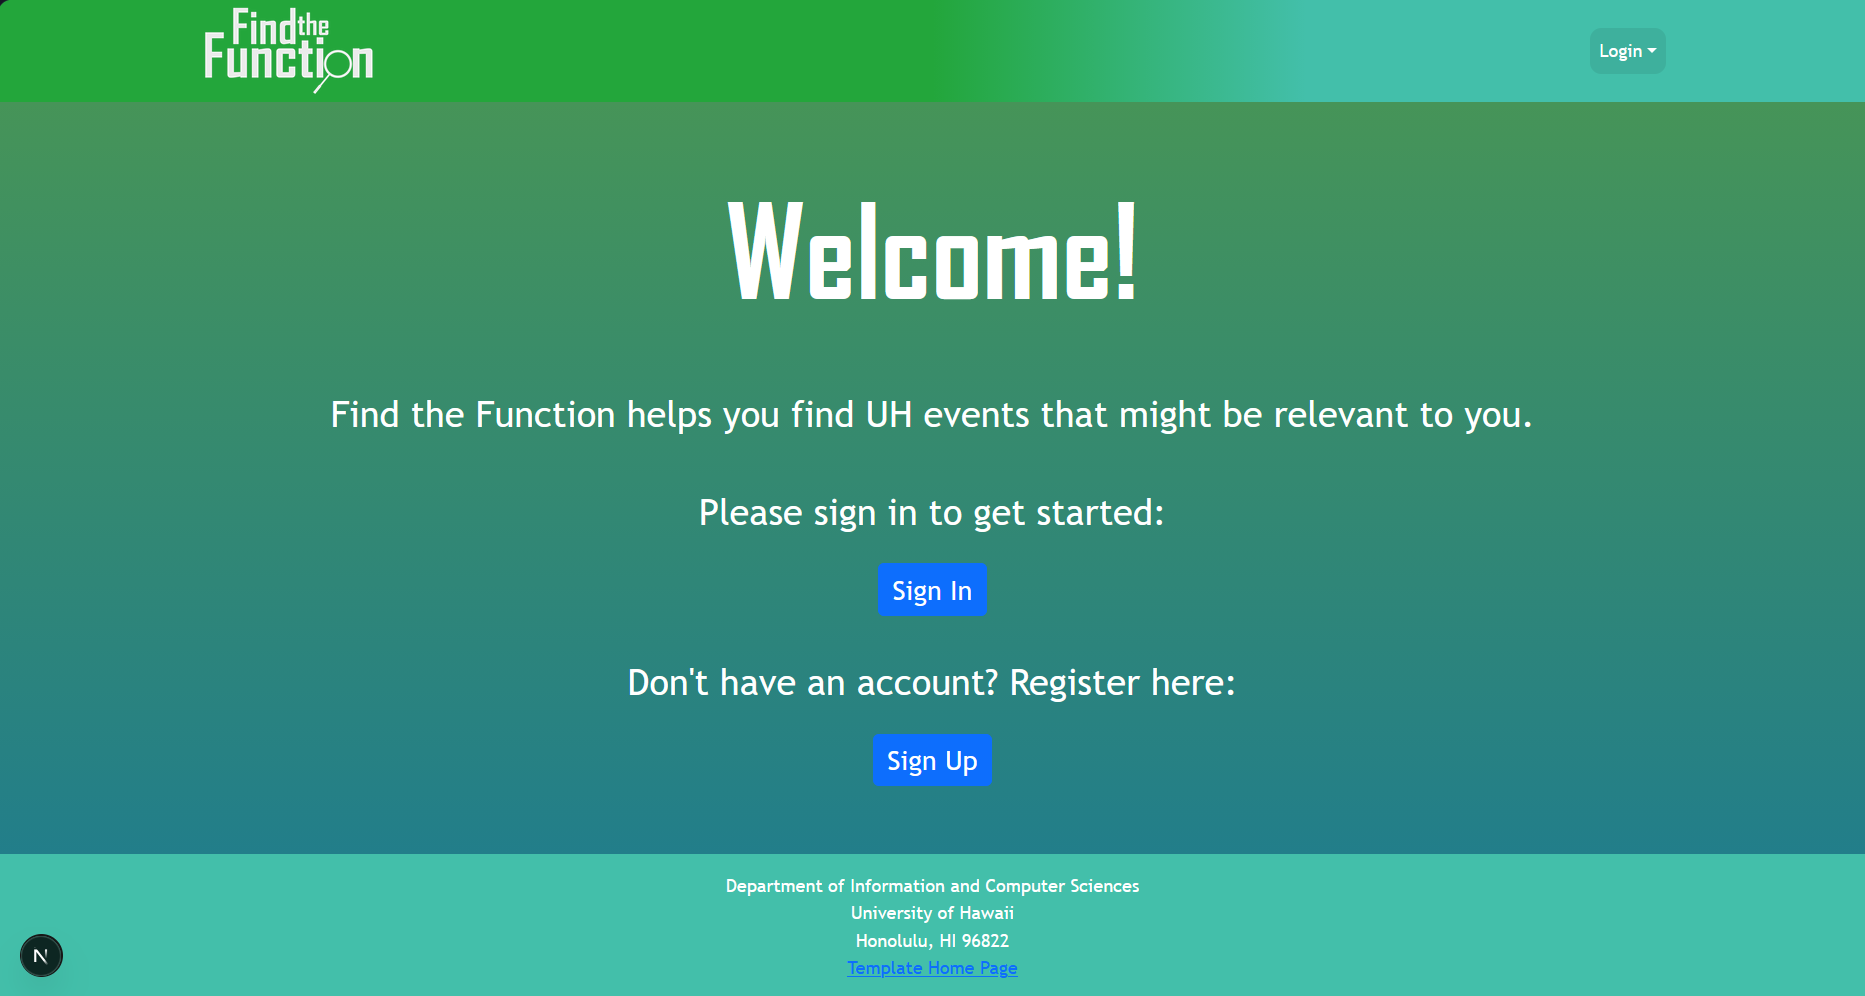 Find the
Function
Login
Welcome!
Find the Function helps you find UH events that might be relevant to you.
Please sign in to get started:
Sign In
Don't have an account? Register here:
Sign Up
Department of Information and Computer Sciences
University of Hawaii
Honolulu, HI 96822
Template Home Page
N